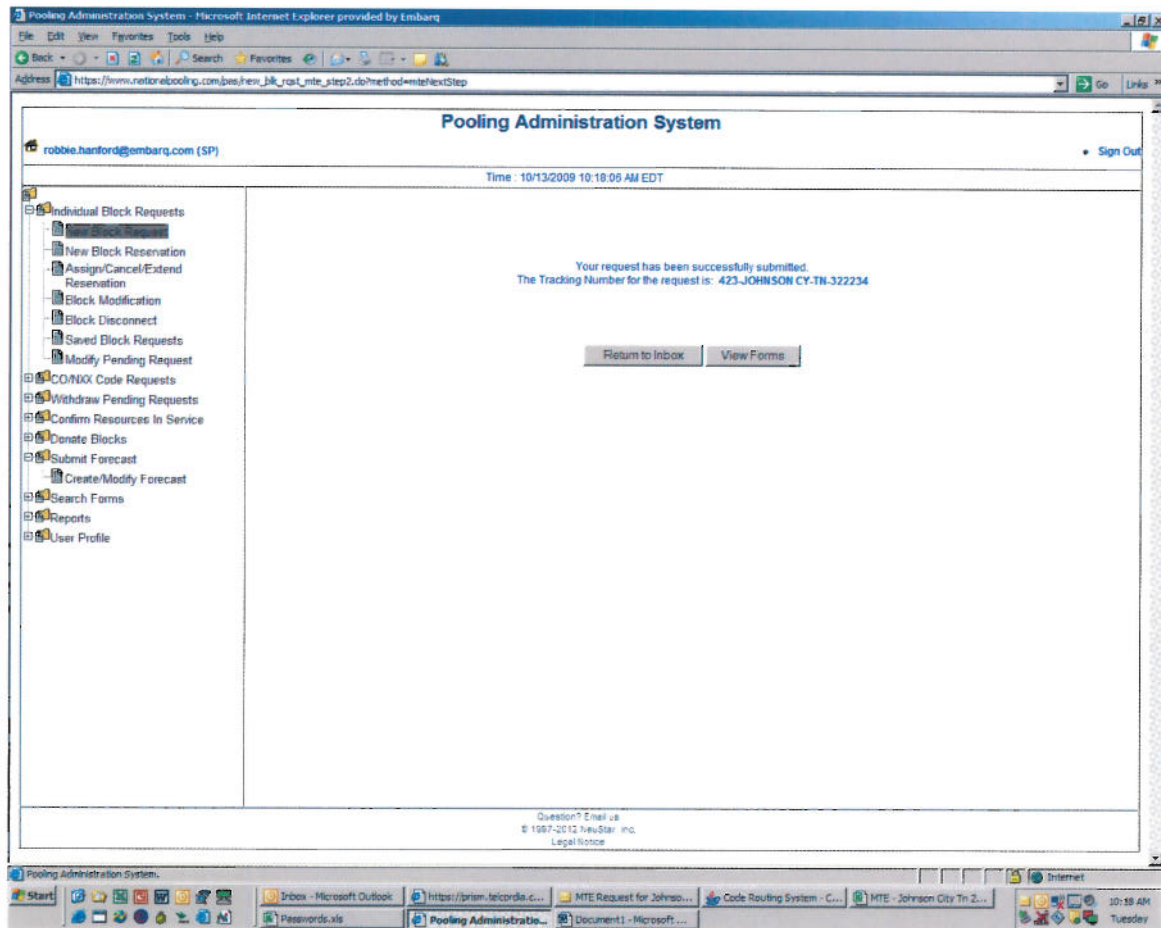 Pooling Administration System - Microsoft Internet Explorer provided by Embarq
File Edit View Favorites Tools Help
Back Search Favorites
Address https://www.nationalpooling.com/pas/new_blk_rqst_mte_step2.do?method=mteNextStep Go Links »
Pooling Administration System
robbie.hanford@embarq.com (SP) • Sign Out
Time : 10/13/2009 10:18:06 AM EDT
Individual Block Requests
New Block Request
New Block Reservation
Assign/Cancel/Extend
Reservation
Block Modification
Block Disconnect
Saved Block Requests
Modify Pending Request
CO/NXX Code Requests
Withdraw Pending Requests
Confirm Resources In Service
Donate Blocks
Submit Forecast
Create/Modify Forecast
Search Forms
Reports
User Profile
Your request has been successfully submitted.
The Tracking Number for the request is: 423-JOHNSON CY-TN-322234
Return to Inbox View Forms
Question? Email us
© 1997-2012 NeuStar, Inc.
Legal Notice
Pooling Administration System. Internet
Start Inbox - Microsoft Outlook https://prism.telcordia.c... MTE Request for Johnso... Code Routing System - C... MTE - Johnson City Tn 2... 10:18 AM
Passwords.xls Pooling Administratio... Document1 - Microsoft ... Tuesday